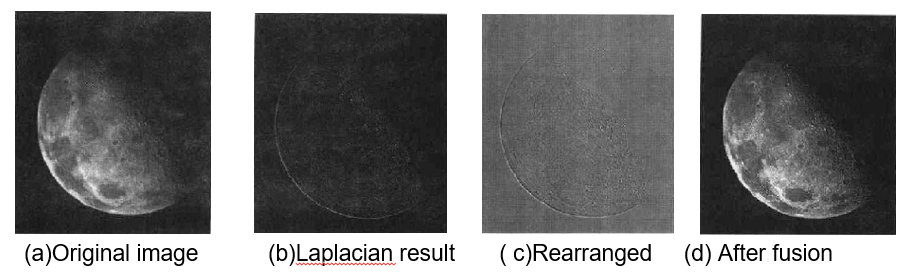 (a)Original image
(b)Laplacian result
( c)Rearranged
(d) After fusion